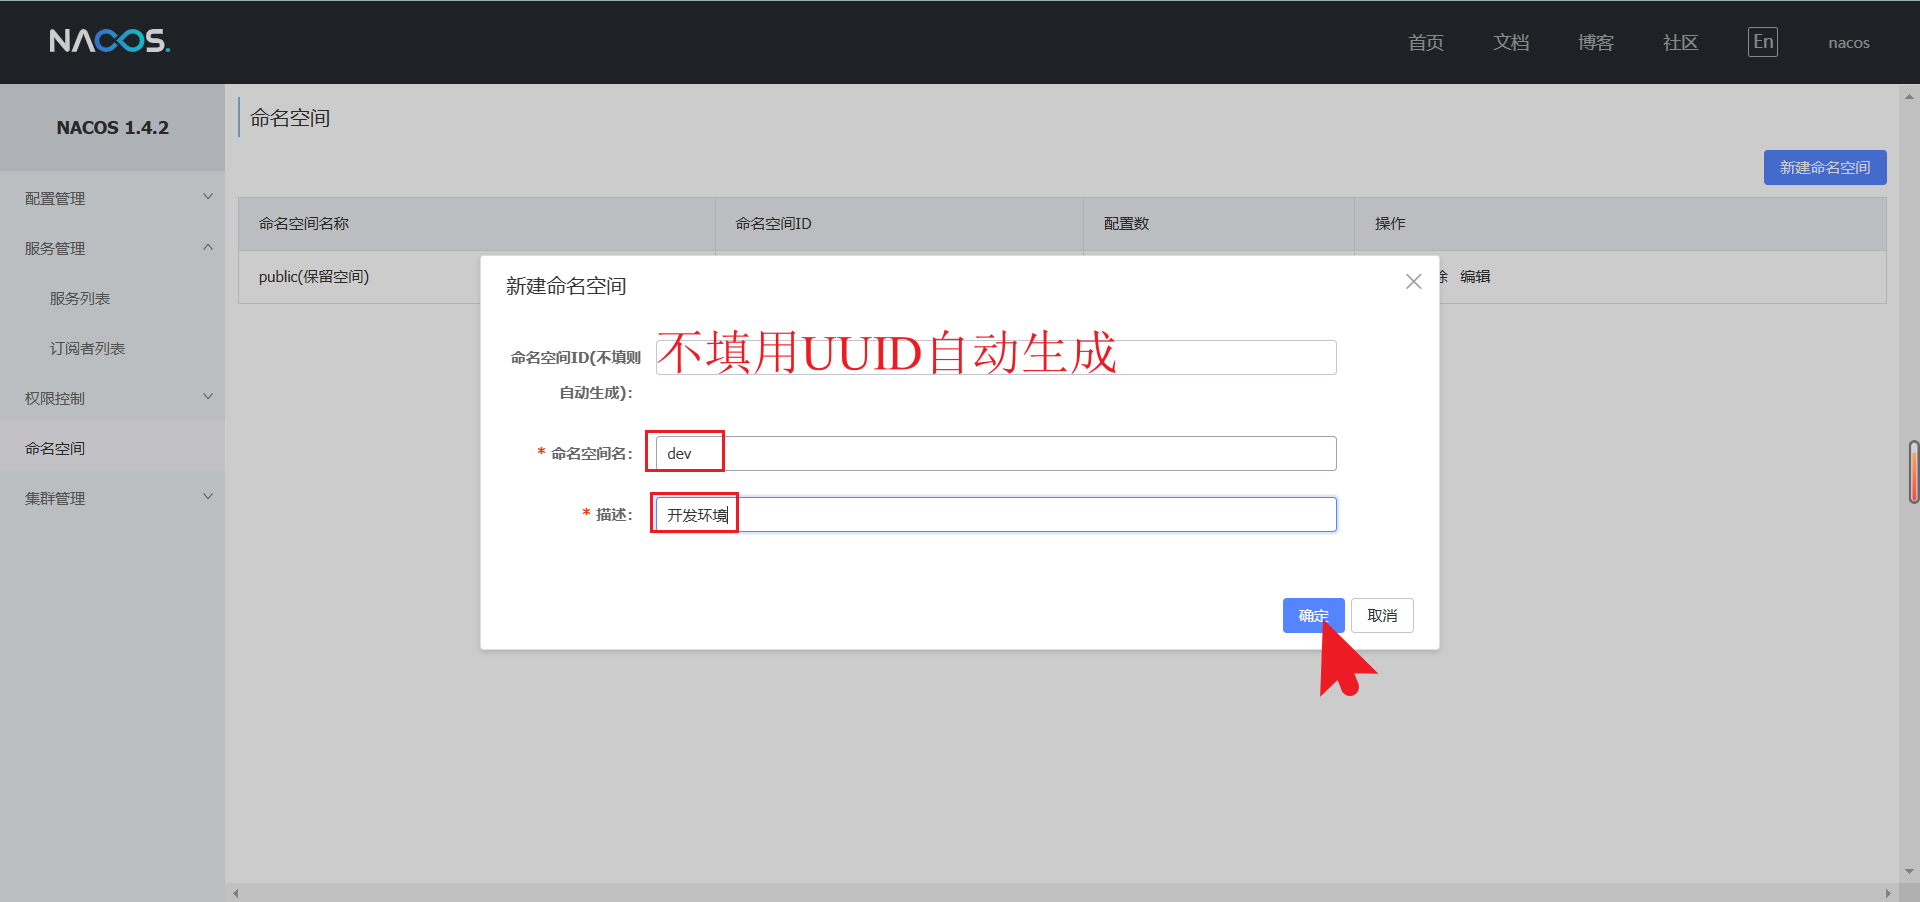 NACOS.
首页 文档 博客 社区 En nacos
NACOS 1.4.2
配置管理
服务管理
服务列表
订阅者列表
权限控制
命名空间
集群管理
命名空间
新建命名空间
命名空间名称 命名空间ID 配置数 操作
public(保留空间) 除 编辑
新建命名空间
命名空间ID(不填则
自动生成):
不填用UUID自动生成
* 命名空间名: dev
* 描述: 开发环境
确定 取消